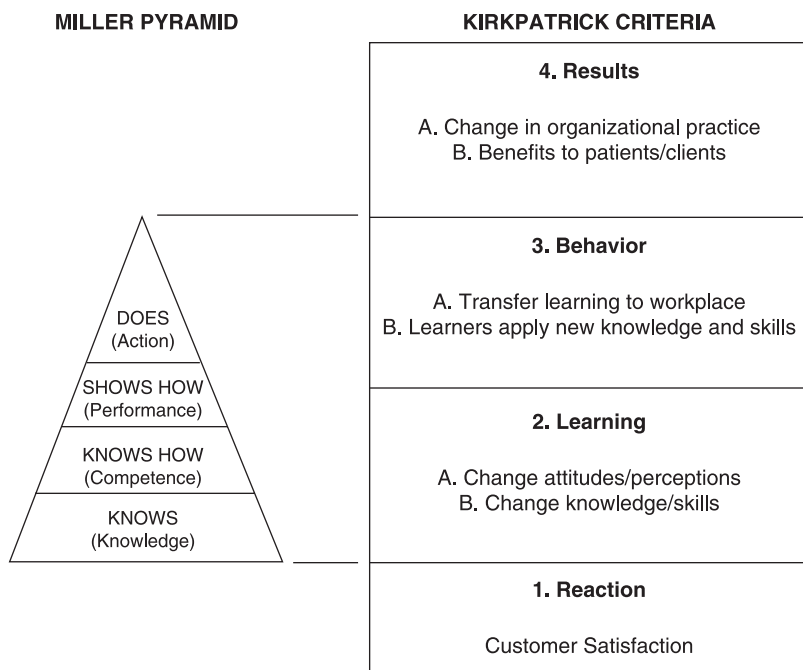 MILLER PYRAMID
DOES
(Action)
SHOWS HOW
(Performance)
KNOWS HOW
(Competence)
KNOWS
(Knowledge)
KIRKPATRICK CRITERIA
4. Results
A. Change in organizational practice
B. Benefits to patients/clients
3. Behavior
A. Transfer learning to workplace
B. Learners apply new knowledge and skills
2. Learning
A. Change attitudes/perceptions
B. Change knowledge/skills
1. Reaction
Customer Satisfaction